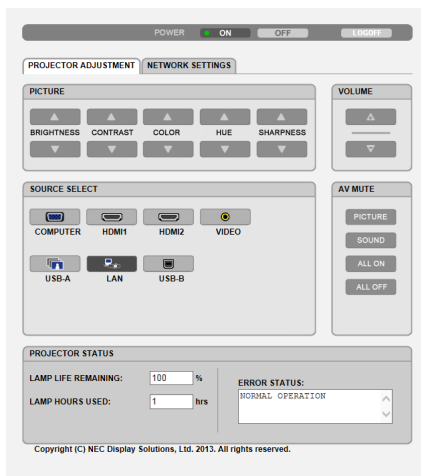 POWER ON OFF LOGOFF
PROJECTOR ADJUSTMENT NETWORK SETTINGS
PICTURE VOLUME
BRIGHTNESS CONTRAST COLOR HUE SHARPNESS
SOURCE SELECT AV MUTE
PICTURE
COMPUTER HDMI1 HDMI2 VIDEO
SOUND
ALL ON
USB-A LAN USB-B
ALL OFF
PROJECTOR STATUS
LAMP LIFE REMAINING: 100 %
ERROR STATUS:
NORMAL OPERATION
LAMP HOURS USED: 1 hrs
Copyright (C) NEC Display Solutions, Ltd. 2013. All rights reserved.